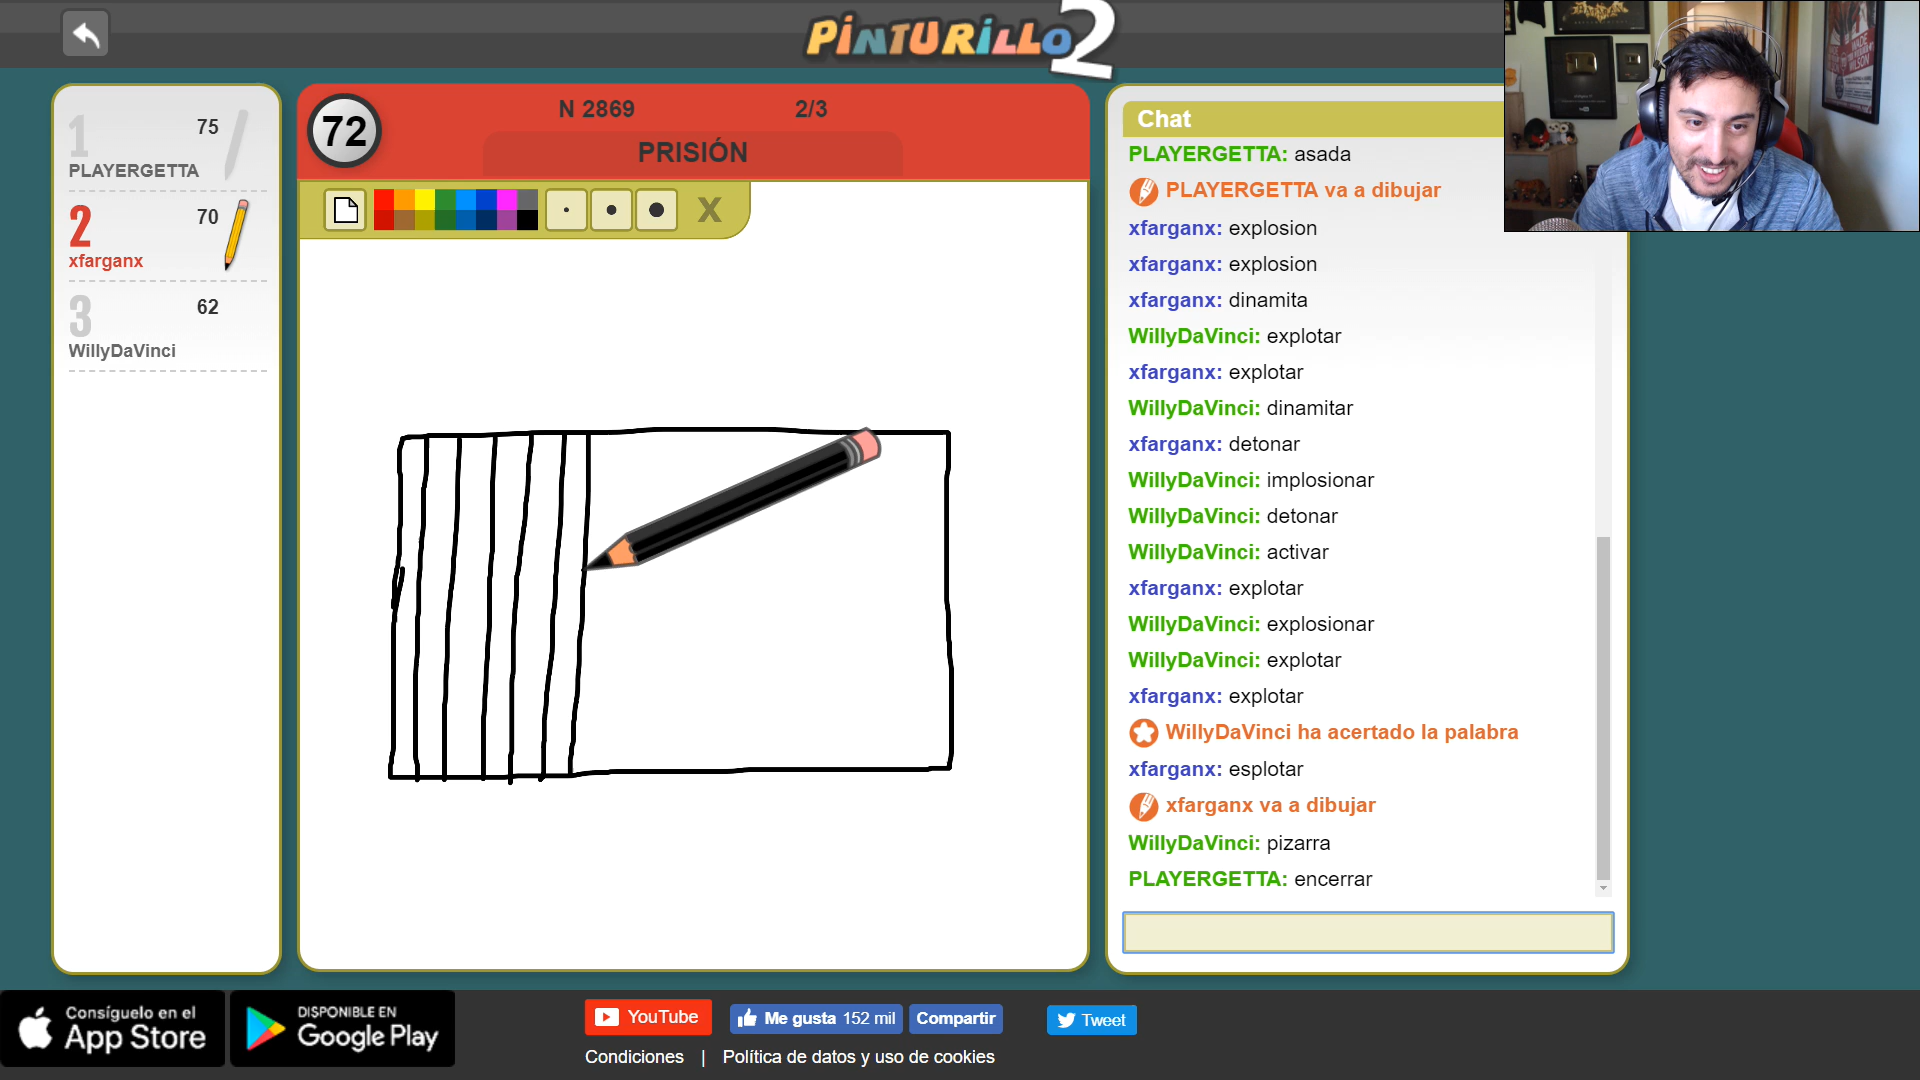 PiNTURiLLO2
1
75
PLAYERGETTA
2
70
xfarganx
3
62
WillyDaVinci
72
N 2869
2/3
PRISIÓN
X
Chat
PLAYERGETTA: asada
PLAYERGETTA va a dibujar
xfarganx: explosion
xfarganx: explosion
xfarganx: dinamita
WillyDaVinci: explotar
xfarganx: explotar
WillyDaVinci: dinamitar
xfarganx: detonar
WillyDaVinci: implosionar
WillyDaVinci: detonar
WillyDaVinci: activar
xfarganx: explotar
WillyDaVinci: explosionar
WillyDaVinci: explotar
xfarganx: explotar
WillyDaVinci ha acertado la palabra
xfarganx: esplotar
xfarganx va a dibujar
WillyDaVinci: pizarra
PLAYERGETTA: encerrar
WADE
WILSON
Consíguelo en el
App Store
DISPONIBLE EN
Google Play
YouTube
Me gusta 152 mil
Compartir
Tweet
Condiciones | Política de datos y uso de cookies